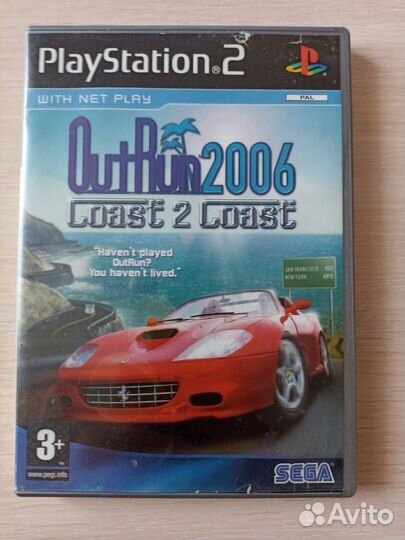 PlayStation®2
WITH NET PLAY
PAL
OutRun2006
Coast 2 Coast
"Haven't played
OutRun?
You haven't lived."
SAN FRANCISCO 100
NEW YORK
3+
www.pegi.info
SEGA
Avito